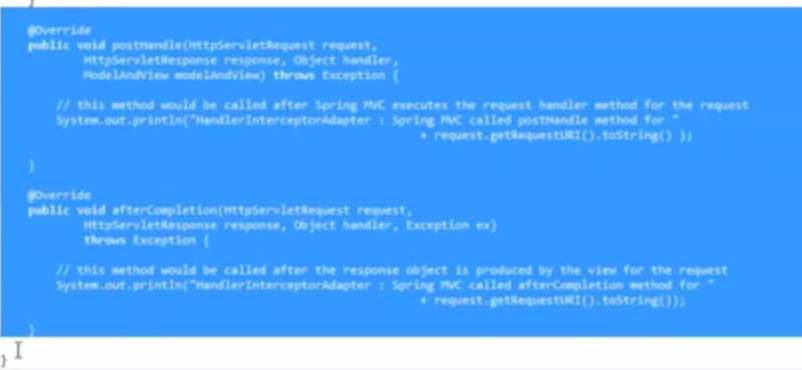 }
@Override
public void postHandle(HttpServletRequest request,
HttpServletResponse response, Object handler,
ModelAndView modelAndView) throws Exception {
// this method would be called after Spring MVC executes the request handler method for the request
System.out.println("HandlerInterceptorAdapter : Spring MVC called postHandle method for "
+ request.getRequestURI().toString() );
}
@Override
public void afterCompletion(HttpServletRequest request,
HttpServletResponse response, Object handler, Exception ex)
throws Exception {
// this method would be called after the response object is produced by the view for the request
System.out.println("HandlerInterceptorAdapter : Spring MVC called afterCompletion method for "
+ request.getRequestURI().toString());
}
}